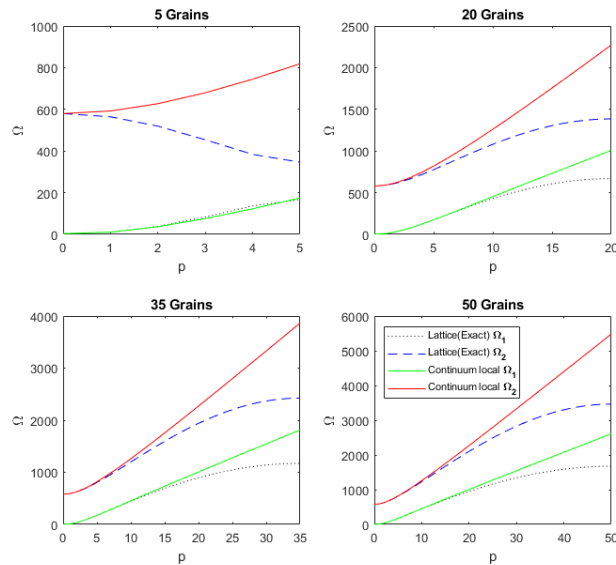 5 Grains
1000
800
600
400
200
0
Ω
0 1 2 3 4 5
p
20 Grains
2500
2000
1500
1000
500
0
Ω
0 5 10 15 20
p
35 Grains
4000
3000
2000
1000
0
Ω
0 5 10 15 20 25 30 35
p
50 Grains
6000
5000
4000
3000
2000
1000
0
Ω
0 10 20 30 40 50
p
Lattice(Exact) Ω₁
Lattice(Exact) Ω₂
Continuum local Ω₁
Continuum local Ω₂